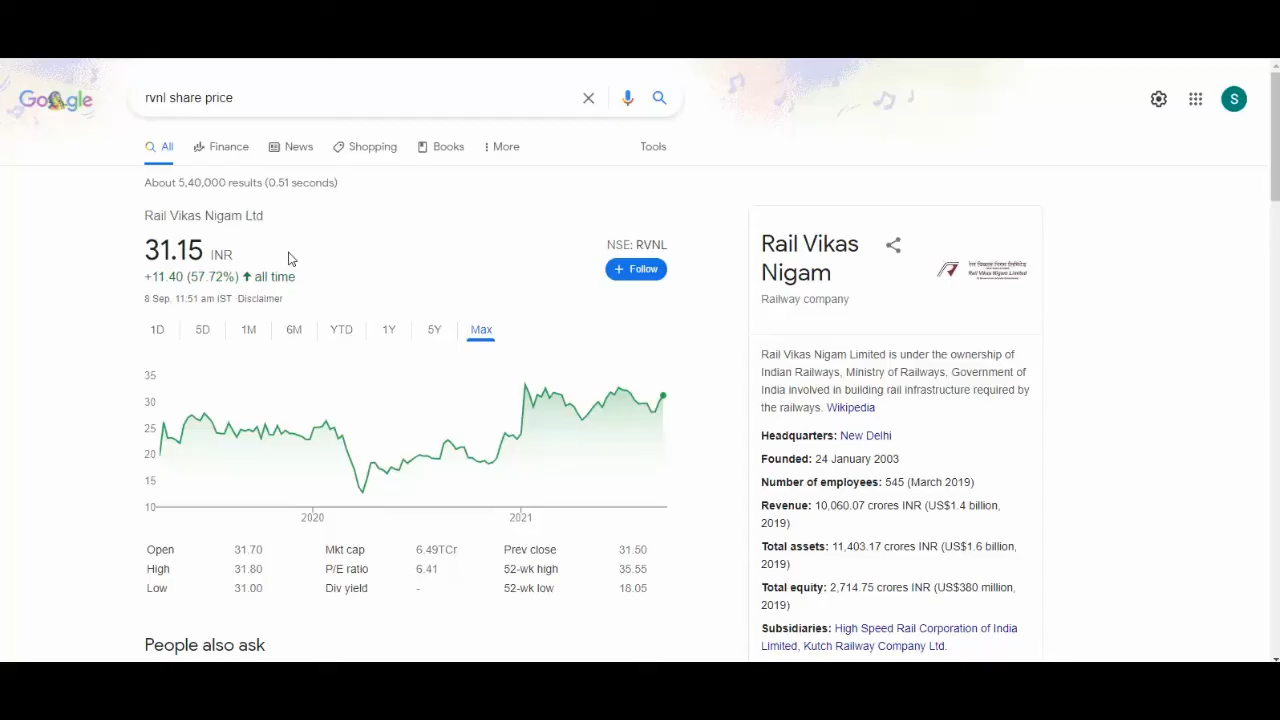 Google
rvnl share price
S
All
Finance
News
Shopping
Books
More
Tools
About 5,40,000 results (0.51 seconds)
Rail Vikas Nigam Ltd
31.15 INR
+11.40 (57.72%) ↑ all time
8 Sep, 11:51 am IST · Disclaimer
NSE: RVNL
+ Follow
1D 5D 1M 6M YTD 1Y 5Y Max
35
30
25
20
15
10
2020 2021
Open 31.70 Mkt cap 6.49TCr Prev close 31.50
High 31.80 P/E ratio 6.41 52-wk high 35.55
Low 31.00 Div yield - 52-wk low 18.05
People also ask
Rail Vikas
Nigam
Railway company
Rail Vikas Nigam Limited
Rail Vikas Nigam Limited is under the ownership of
Indian Railways, Ministry of Railways, Government of
India involved in building rail infrastructure required by
the railways. Wikipedia
Headquarters: New Delhi
Founded: 24 January 2003
Number of employees: 545 (March 2019)
Revenue: 10,060.07 crores INR (US$1.4 billion,
2019)
Total assets: 11,403.17 crores INR (US$1.6 billion,
2019)
Total equity: 2,714.75 crores INR (US$380 million,
2019)
Subsidiaries: High Speed Rail Corporation of India
Limited, Kutch Railway Company Ltd.